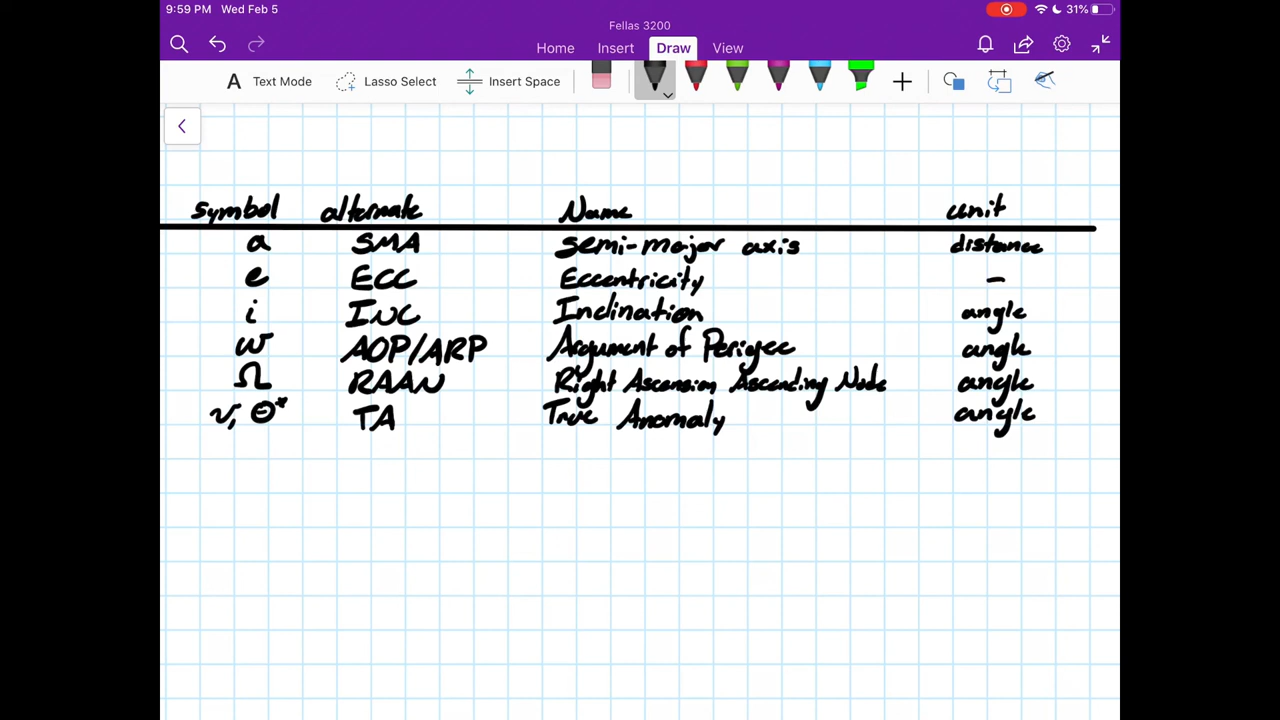 9:59 PM Wed Feb 5 31%
Fellas 3200
Home Insert Draw View
A Text Mode Lasso Select Insert Space
symbol alternate Name unit
a SMA semi-major axis distance
e ECC Eccentricity -
i INC Inclination angle
ω AOP/ARP Argument of Perigee angle
Ω RAAN Right Ascension Ascending Node angle
ν, Θ* TA True Anomaly angle